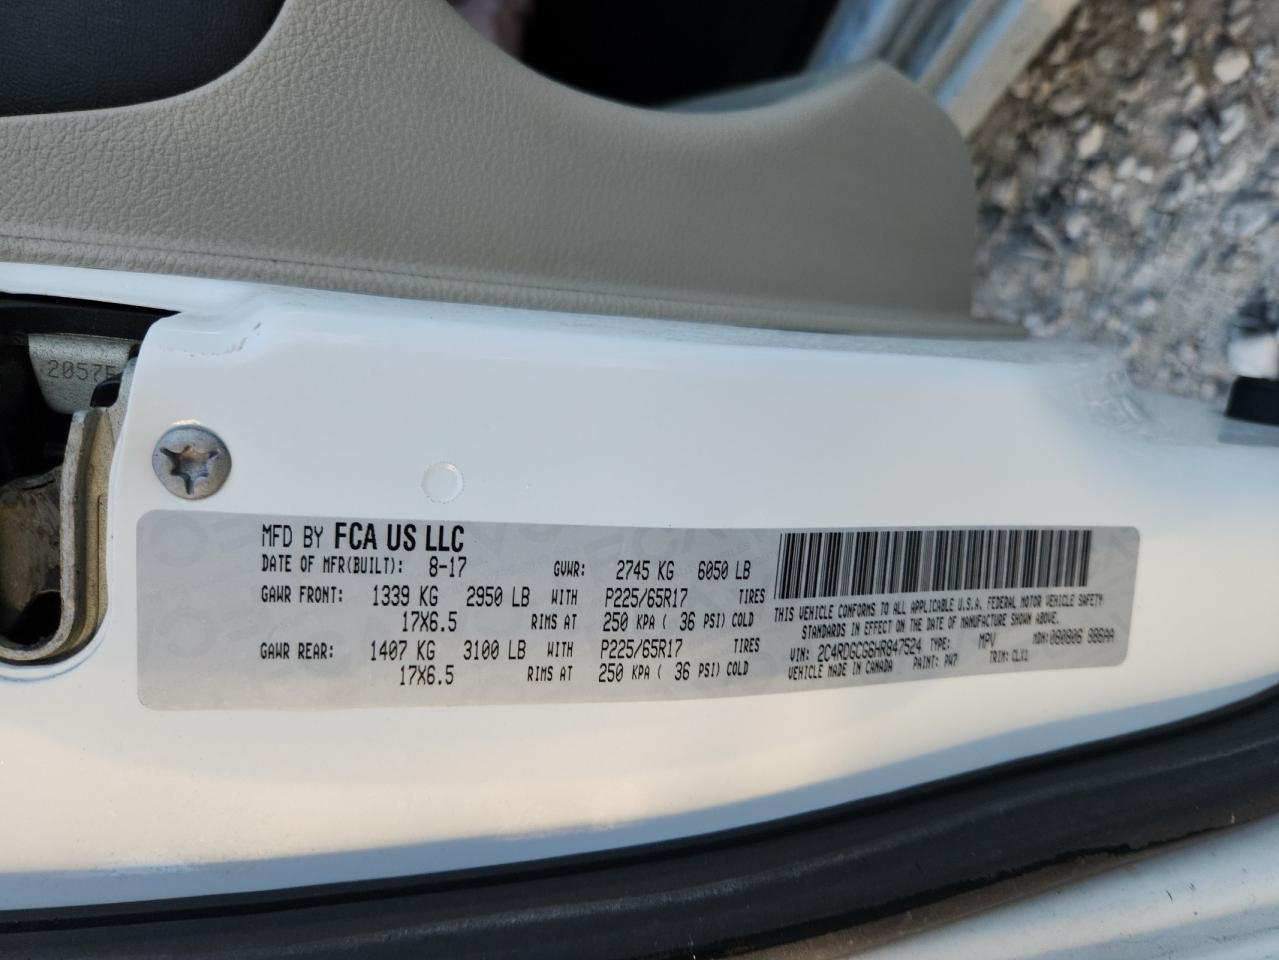 2057
MFD BY FCA US LLC
DATE OF MFR(BUILT): 8-17 GVWR: 2745 KG 6050 LB
GAWR FRONT: 1339 KG 2950 LB WITH P225/65R17 TIRES
17X6.5 RIMS AT 250 KPA ( 36 PSI) COLD
GAWR REAR: 1407 KG 3100 LB WITH P225/65R17 TIRES
17X6.5 RIMS AT 250 KPA ( 36 PSI) COLD
THIS VEHICLE CONFORMS TO ALL APPLICABLE U.S.A. FEDERAL MOTOR VEHICLE SAFETY
STANDARDS IN EFFECT ON THE DATE OF MANUFACTURE SHOWN ABOVE.
VIN: 2C4RDGCG6HR847524 TYPE: MPV MDH:
VEHICLE MADE IN CANADA PAINT: PW7 TRIM: CLX1